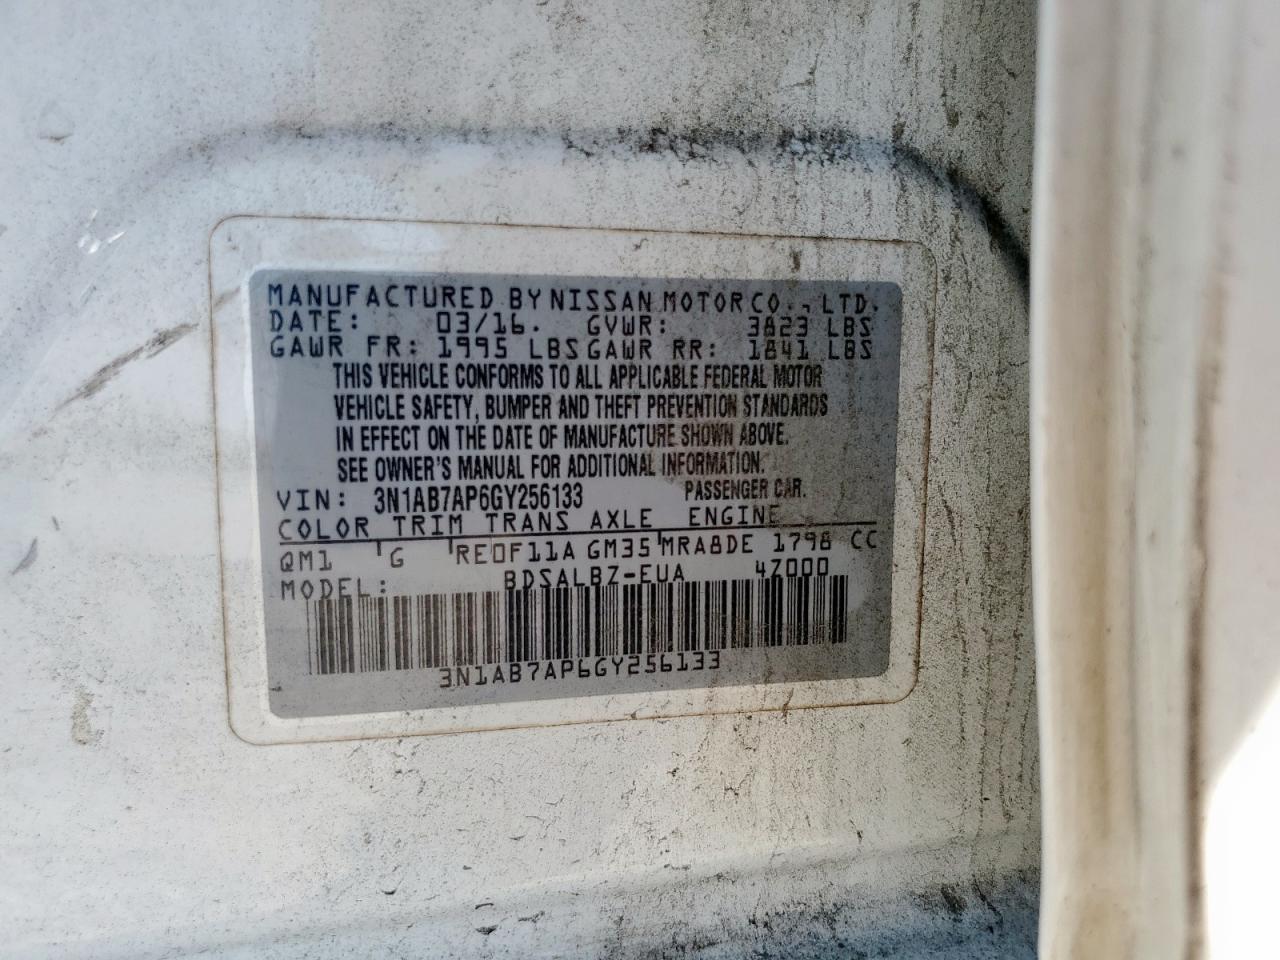 MANUFACTURED BY NISSAN MOTOR CO., LTD.
DATE: 03/16. GVWR: 3823 LBS
GAWR FR: 1995 LBS GAWR RR: 1841 LBS
THIS VEHICLE CONFORMS TO ALL APPLICABLE FEDERAL MOTOR
VEHICLE SAFETY, BUMPER AND THEFT PREVENTION STANDARDS
IN EFFECT ON THE DATE OF MANUFACTURE SHOWN ABOVE.
SEE OWNER'S MANUAL FOR ADDITIONAL INFORMATION.
VIN: 3N1AB7AP6GY256133 PASSENGER CAR.
COLOR TRIM TRANS AXLE ENGINE
QM1 G RE0F11A GM35 MRA8DE 1798 CC
MODEL: BDSALBZ-EUA 4Z000
3N1AB7AP6GY256133